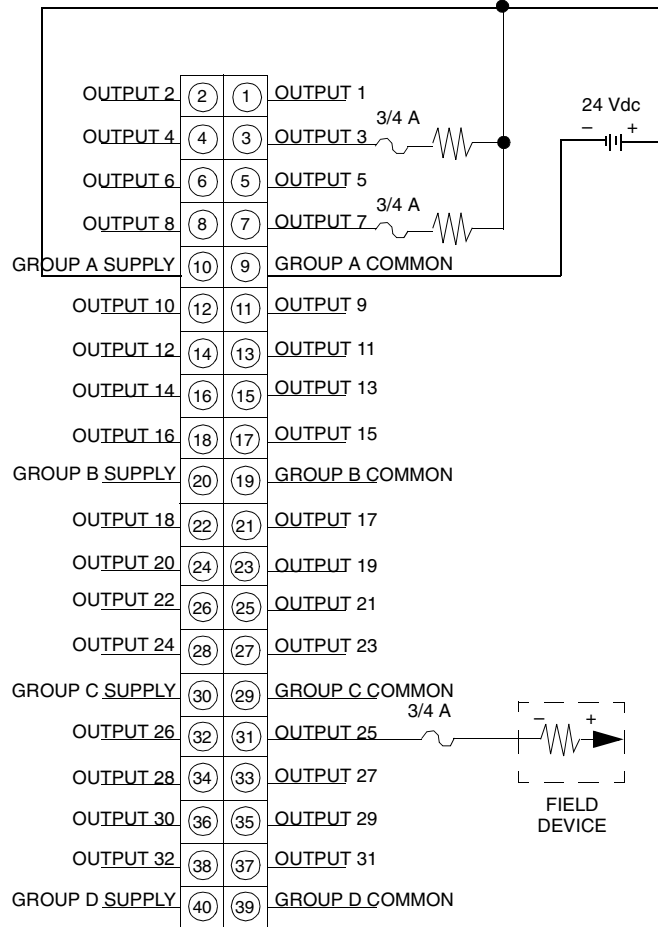 24 Vdc
– +
OUTPUT 2 2 1 OUTPUT 1
3/4 A
OUTPUT 4 4 3 OUTPUT 3
OUTPUT 6 6 5 OUTPUT 5
3/4 A
OUTPUT 8 8 7 OUTPUT 7
GROUP A SUPPLY 10 9 GROUP A COMMON
OUTPUT 10 12 11 OUTPUT 9
OUTPUT 12 14 13 OUTPUT 11
OUTPUT 14 16 15 OUTPUT 13
OUTPUT 16 18 17 OUTPUT 15
GROUP B SUPPLY 20 19 GROUP B COMMON
OUTPUT 18 22 21 OUTPUT 17
OUTPUT 20 24 23 OUTPUT 19
OUTPUT 22 26 25 OUTPUT 21
OUTPUT 24 28 27 OUTPUT 23
GROUP C SUPPLY 30 29 GROUP C COMMON
3/4 A
OUTPUT 26 32 31 OUTPUT 25
– +
OUTPUT 28 34 33 OUTPUT 27
FIELD
DEVICE
OUTPUT 30 36 35 OUTPUT 29
OUTPUT 32 38 37 OUTPUT 31
GROUP D SUPPLY 40 39 GROUP D COMMON